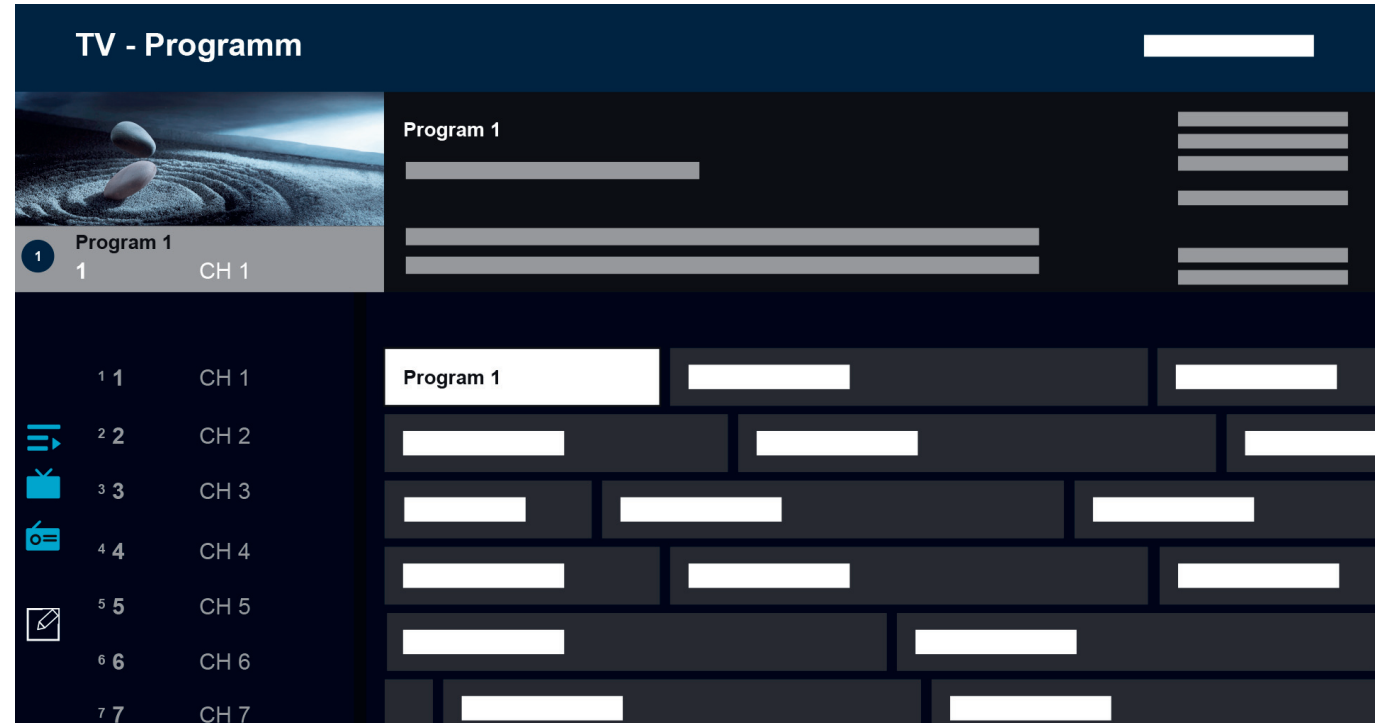 TV - Programm
Program 1
Program 1
1 1 CH 1
1 1 CH 1
Program 1
2 2 CH 2
3 3 CH 3
4 4 CH 4
5 5 CH 5
6 6 CH 6
7 7 CH 7